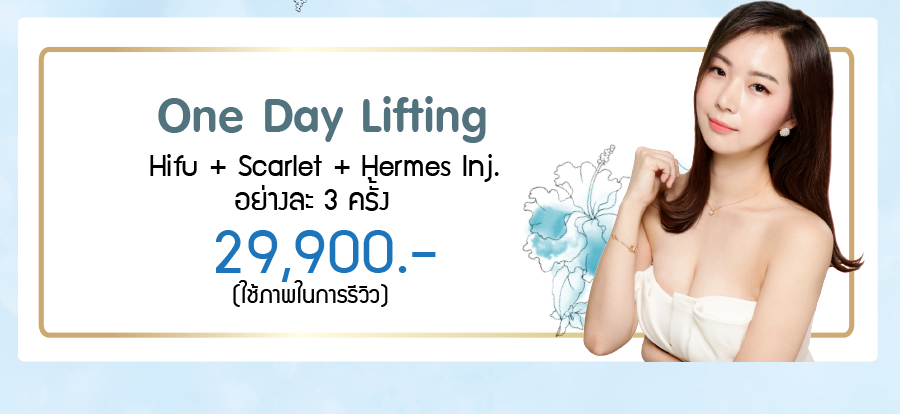 One Day Lifting
Hifu + Scarlet + Hermes Inj.
อย่างละ 3 ครั้ง
29,900.-
(ใช้ภาพในการรีวิว)